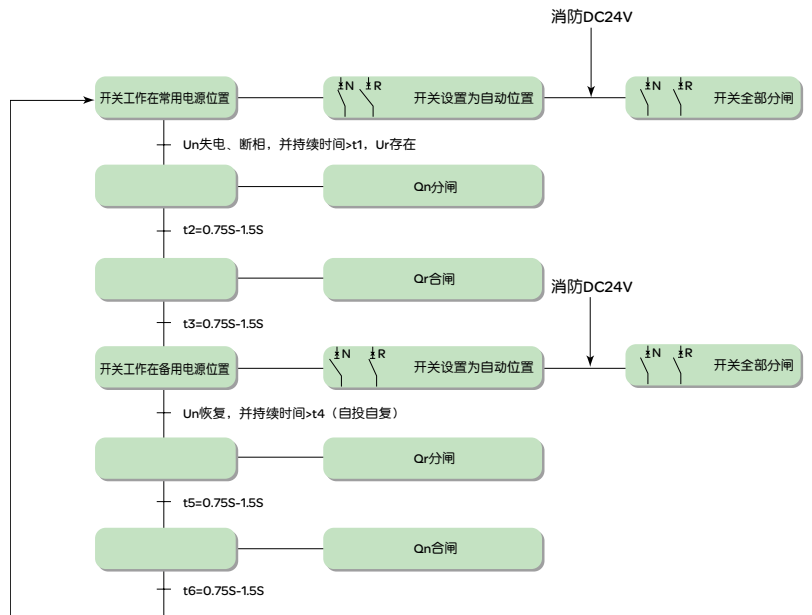 消防DC24V
开关工作在常用电源位置
N R 开关设置为自动位置
N R 开关全部分闸
Un失电、断相，并持续时间>t1，Ur存在
Qn分闸
t2=0.75S-1.5S
Qr合闸
消防DC24V
t3=0.75S-1.5S
开关工作在备用电源位置
N R 开关设置为自动位置
N R 开关全部分闸
Un恢复，并持续时间>t4（自投自复）
Qr分闸
t5=0.75S-1.5S
Qn合闸
t6=0.75S-1.5S